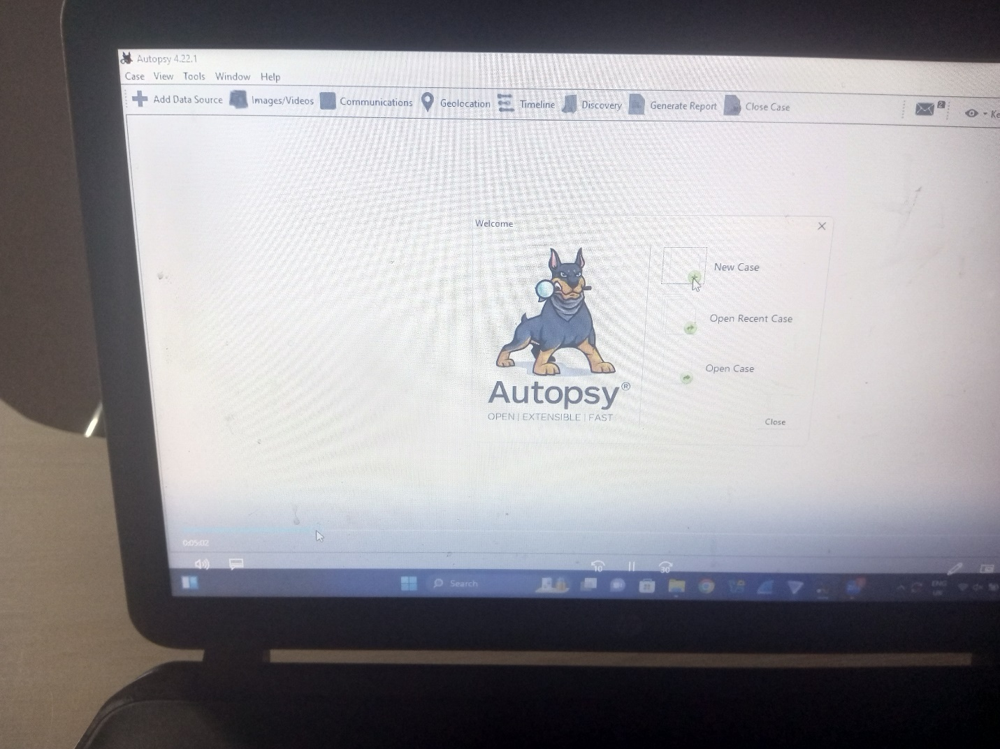 Autopsy 4.22.1
Case View Tools Window Help
Add Data Source Images/Videos Communications Geolocation Timeline Discovery Generate Report Close Case 2
Welcome
New Case
Open Recent Case
Open Case
Autopsy®
OPEN | EXTENSIBLE | FAST
Close
0:05:02
10 30
Search
ENG